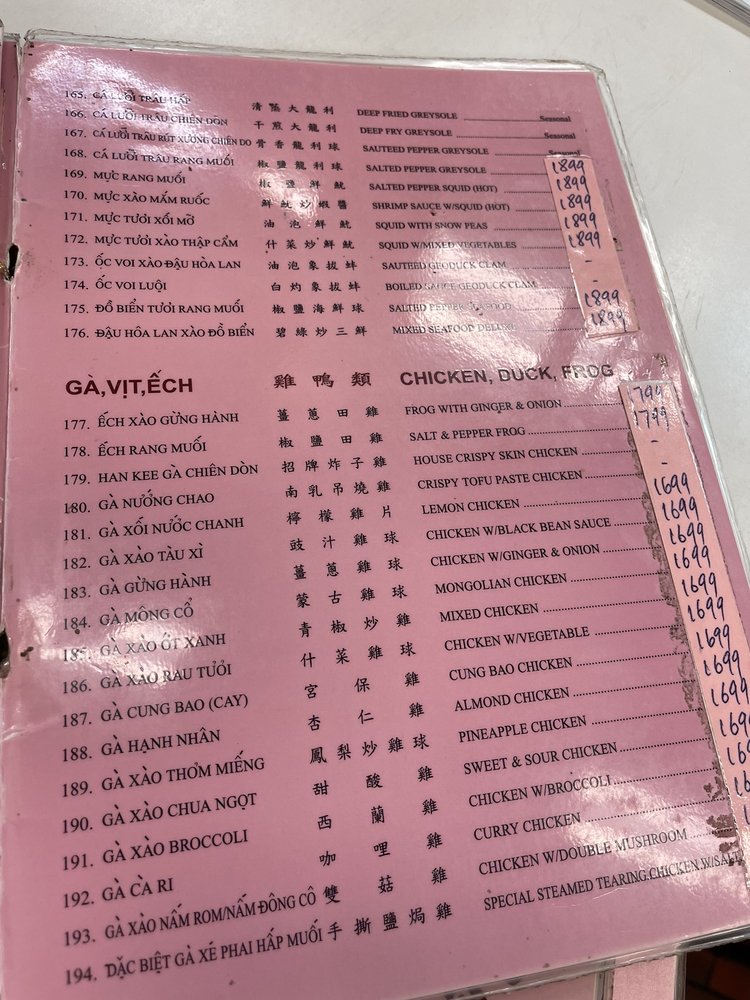 165. CÁ LƯỠI TRÂU HẤP 清蒸大龍利 DEEP FRIED GREYSOLE Seasonal
166. CÁ LƯỠI TRÂU CHIÊN DÒN 干煎大龍利 DEEP FRY GREYSOLE Seasonal
167. CÁ LƯỠI TRÂU RÚT XƯƠNG CHIÊN DO 骨香龍利球 SAUTEED PEPPER GREYSOLE Seasonal
168. CÁ LƯỠI TRÂU RANG MUỐI 椒鹽龍利球 SALTED PEPPER GREYSOLE
169. MỰC RANG MUỐI 椒鹽鮮魷 SALTED PEPPER SQUID (HOT) 1899
170. MỰC XÀO MẮM RUỐC 鮮魷炒蝦醬 SHRIMP SAUCE W/SQUID (HOT) 1899
171. MỰC TƯƠI XỐI MỠ 油泡鮮魷 SQUID WITH SNOW PEAS 1899
172. MỰC TƯƠI XÀO THẬP CẨM 什菜炒鮮魷 SQUID W/MIXED VEGETABLES 1899
173. ỐC VOI XÀO ĐẬU HÒA LAN 油泡象拔蚌 SAUTEED GEODUCK CLAM -
174. ỐC VOI LUỘI 白灼象拔蚌 BOILED SAUCE GEODUCK CLAM -
175. ĐỒ BIỂN TƯƠI RANG MUỐI 椒鹽海鮮球 SALTED PEPPER SEAFOOD 1899
176. ĐẬU HÒA LAN XÀO ĐỒ BIỂN 碧綠炒三鮮 MIXED SEAFOOD DELUXE 1899
GÀ,VỊT,ẾCH 雞鴨類 CHICKEN, DUCK, FROG
177. ẾCH XÀO GỪNG HÀNH 薑蔥田雞 FROG WITH GINGER & ONION 1799
178. ẾCH RANG MUỐI 椒鹽田雞 SALT & PEPPER FROG 1799
179. HAN KEE GÀ CHIÊN DÒN 招牌炸子雞 HOUSE CRISPY SKIN CHICKEN -
180. GÀ NƯỚNG CHAO 南乳吊燒雞 CRISPY TOFU PASTE CHICKEN -
181. GÀ XỐI NƯỚC CHANH 檸檬雞片 LEMON CHICKEN 1699
182. GÀ XÀO TÀU XÌ 豉汁雞球 CHICKEN W/BLACK BEAN SAUCE 1699
183. GÀ GỪNG HÀNH 薑蔥雞球 CHICKEN W/GINGER & ONION 1699
184. GÀ MÔNG CỔ 蒙古雞球 MONGOLIAN CHICKEN 1699
185. GÀ XÀO ỚT XANH 青椒炒雞 MIXED CHICKEN 1699
186. GÀ XÀO RAU TƯƠI 什菜雞球 CHICKEN W/VEGETABLE 1699
187. GÀ CUNG BAO (CAY) 宮保雞 CUNG BAO CHICKEN 1699
188. GÀ HẠNH NHÂN 杏仁雞 ALMOND CHICKEN 1699
189. GÀ XÀO THƠM MIẾNG 鳳梨炒雞球 PINEAPPLE CHICKEN 1699
190. GÀ XÀO CHUA NGỌT 甜酸雞 SWEET & SOUR CHICKEN
191. GÀ XÀO BROCCOLI 西蘭雞 CHICKEN W/BROCCOLI
192. GÀ CÀ RI 咖哩雞 CURRY CHICKEN
193. GÀ XÀO NẤM ROM/NẤM ĐÔNG CÔ 雙菇雞 CHICKEN W/DOUBLE MUSHROOM
194. DẶC BIỆT GÀ XÉ PHAI HẤP MUỐI 手撕鹽焗雞 SPECIAL STEAMED TEARING CHICKEN W/SALT